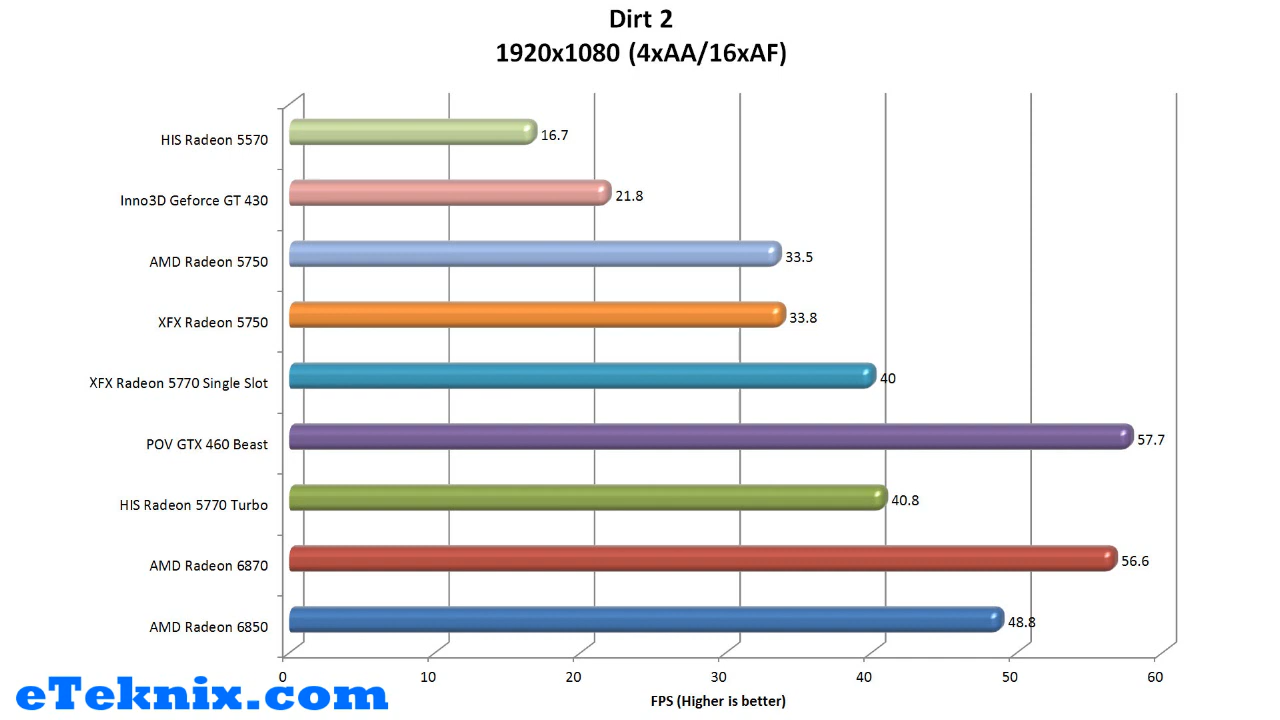 Dirt 2
1920x1080 (4xAA/16xAF)
HIS Radeon 5570 16.7
Inno3D Geforce GT 430 21.8
AMD Radeon 5750 33.5
XFX Radeon 5750 33.8
XFX Radeon 5770 Single Slot 40
POV GTX 460 Beast 57.7
HIS Radeon 5770 Turbo 40.8
AMD Radeon 6870 56.6
AMD Radeon 6850 48.8
0 10 20 30 40 50 60
FPS (Higher is better)
eTeknix.com